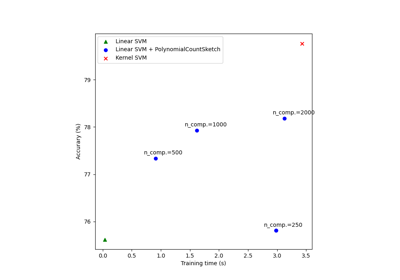 Linear SVM
Linear SVM + PolynomialCountSketch
Kernel SVM
79
78
77
76
Accurary (%)
n_comp.=2000
n_comp.=1000
n_comp.=500
n_comp.=250
0.0 0.5 1.0 1.5 2.0 2.5 3.0 3.5
Training time (s)